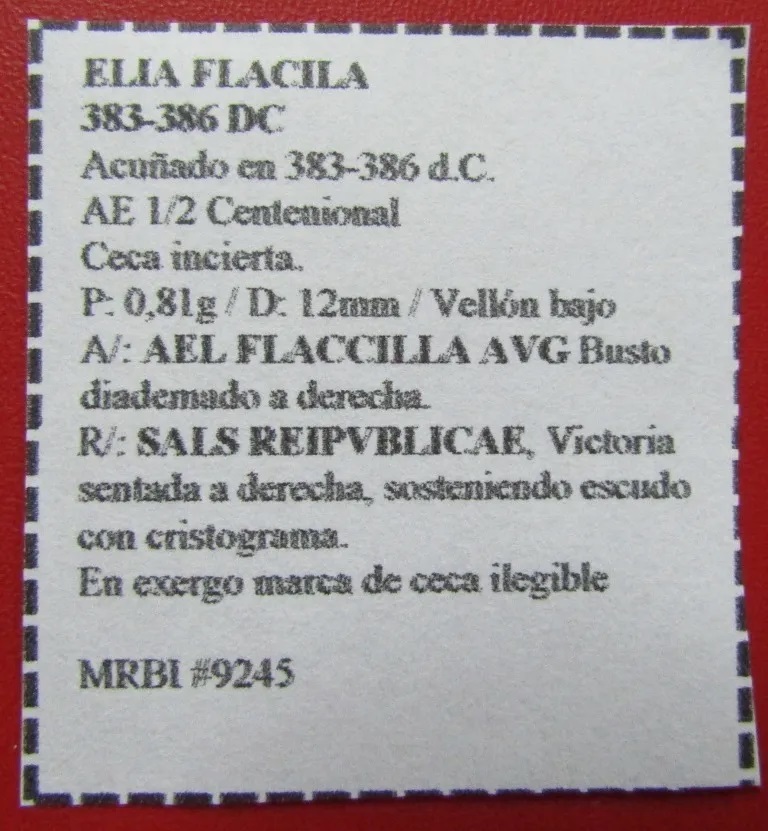 ELIA FLACILA
383-386 DC
Acuñado en 383-386 d.C.
AE 1/2 Centenional
Ceca incierta.
P: 0,81g / D: 12mm / Vellón bajo
A/: AEL FLACCILLA AVG Busto
diademado a derecha.
R/: SALS REIPVBLICAE, Victoria
sentada a derecha, sosteniendo escudo
con cristograma.
En exergo marca de ceca ilegible
MRBI #9245